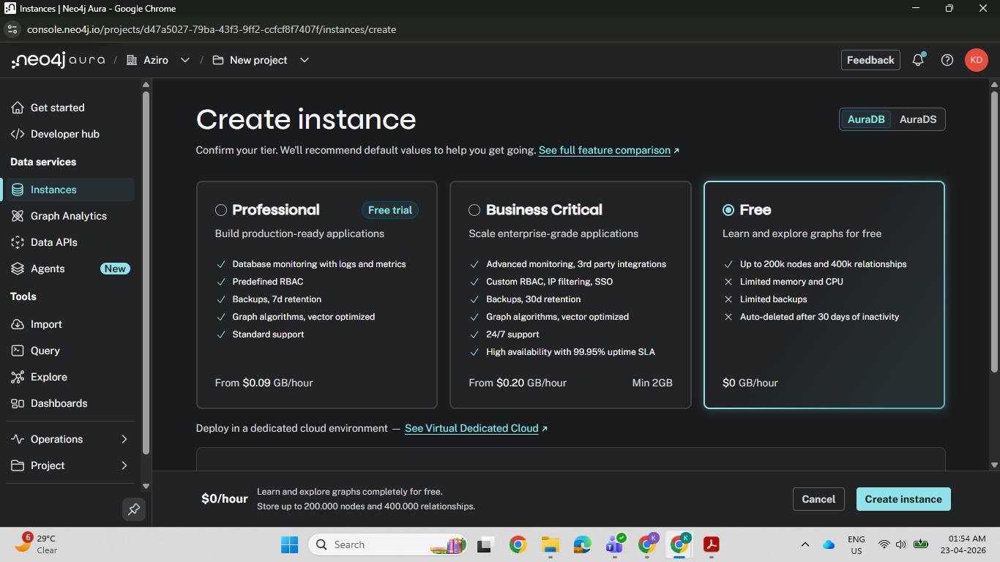 Instances | Neo4j Aura - Google Chrome
console.neo4j.io/projects/d47a5027-79ba-43f3-9ff2-ccfcf8f7407f/instances/create
neo4j aura / Aziro / New project Feedback KD
Get started
Developer hub
Data services
Instances
Graph Analytics
Data APIs
Agents New
Tools
Import
Query
Explore
Dashboards
Operations
Project
Create instance
AuraDB AuraDS
Confirm your tier. We'll recommend default values to help you get going. See full feature comparison
Professional Free trial
Build production-ready applications
Database monitoring with logs and metrics
Predefined RBAC
Backups, 7d retention
Graph algorithms, vector optimized
Standard support
From $0.09 GB/hour
Business Critical
Scale enterprise-grade applications
Advanced monitoring, 3rd party integrations
Custom RBAC, IP filtering, SSO
Backups, 30d retention
Graph algorithms, vector optimized
24/7 support
High availability with 99.95% uptime SLA
From $0.20 GB/hour Min 2GB
Free
Learn and explore graphs for free
Up to 200k nodes and 400k relationships
Limited memory and CPU
Limited backups
Auto-deleted after 30 days of inactivity
$0 GB/hour
Deploy in a dedicated cloud environment — See Virtual Dedicated Cloud
$0/hour
Learn and explore graphs completely for free.
Store up to 200.000 nodes and 400.000 relationships.
Cancel
Create instance
6
29°C
Clear
Search
K
K
ENG
US
01:54 AM
23-04-2026